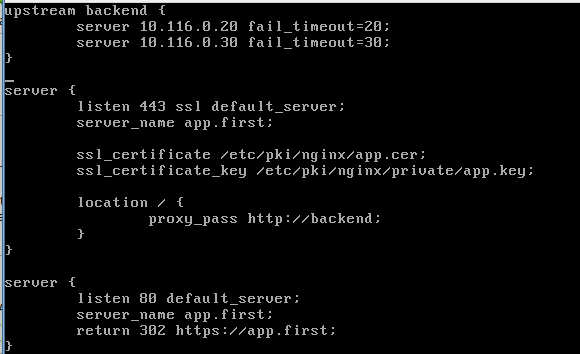 upstream backend {
server 10.116.0.20 fail_timeout=20;
server 10.116.0.30 fail_timeout=30;
}
server {
listen 443 ssl default_server;
server_name app.first;
ssl_certificate /etc/pki/nginx/app.cer;
ssl_certificate_key /etc/pki/nginx/private/app.key;
location / {
proxy_pass http://backend;
}
}
server {
listen 80 default_server;
server_name app.first;
return 302 https://app.first;
}